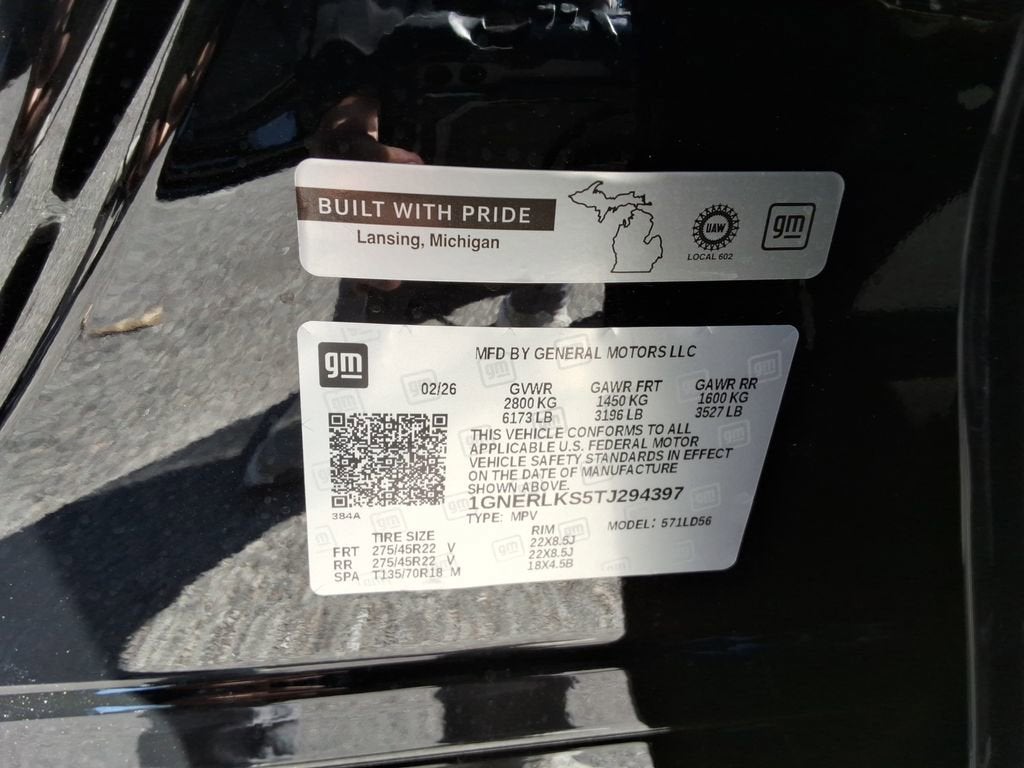 BUILT WITH PRIDE
Lansing, Michigan
UAW
LOCAL 602
gm
gm
MFD BY GENERAL MOTORS LLC
02/26 GVWR GAWR FRT GAWR RR
2800 KG 1450 KG 1600 KG
6173 LB 3196 LB 3527 LB
THIS VEHICLE CONFORMS TO ALL
APPLICABLE U.S. FEDERAL MOTOR
VEHICLE SAFETY STANDARDS IN EFFECT
ON THE DATE OF MANUFACTURE
SHOWN ABOVE.
1GNERLKS5TJ294397
384A
TYPE: MPV
MODEL: 571LD56
TIRE SIZE RIM
FRT 275/45R22 V 22X8.5J
RR 275/45R22 V 22X8.5J
SPA T135/70R18 M 18X4.5B